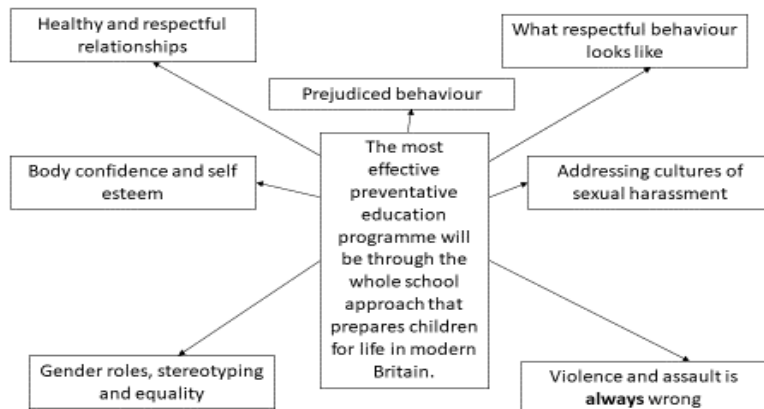 Healthy and respectful
relationships
What respectful behaviour
looks like
Prejudiced behaviour
The most
effective
preventative
education
programme will
be through the
whole school
approach that
prepares children
for life in modern
Britain.
Body confidence and self
esteem
Addressing cultures of
sexual harassment
Gender roles, stereotyping
and equality
Violence and assault is
always wrong